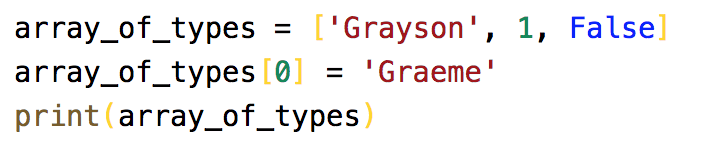 array_of_types = ['Grayson', 1, False]
array_of_types[0] = 'Graeme'
print(array_of_types)